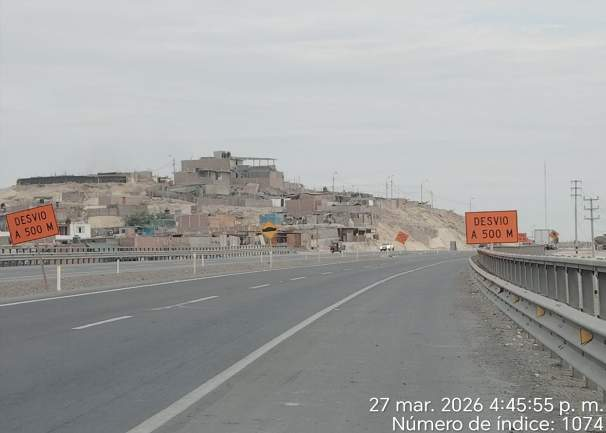 DESVIO
A 500 M
DESVIO
A 500 M
27 mar. 2026 4:45:55 p. m.
Número de índice: 1074